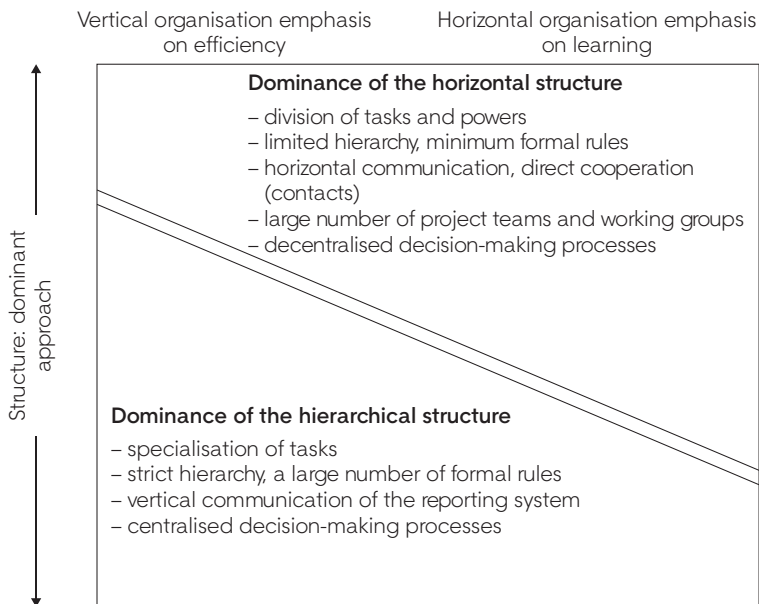 Vertical organisation emphasis
on efficiency
Horizontal organisation emphasis
on learning
Structure: dominant
approach
Dominance of the horizontal structure
– division of tasks and powers
– limited hierarchy, minimum formal rules
– horizontal communication, direct cooperation
(contacts)
– large number of project teams and working groups
– decentralised decision-making processes
Dominance of the hierarchical structure
– specialisation of tasks
– strict hierarchy, a large number of formal rules
– vertical communication of the reporting system
– centralised decision-making processes